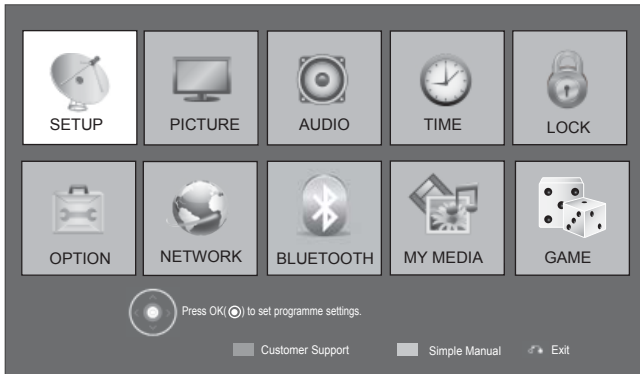 SETUP PICTURE AUDIO TIME LOCK
OPTION NETWORK BLUETOOTH MY MEDIA GAME
Press OK(◉) to set programme settings.
Customer Support Simple Manual Exit